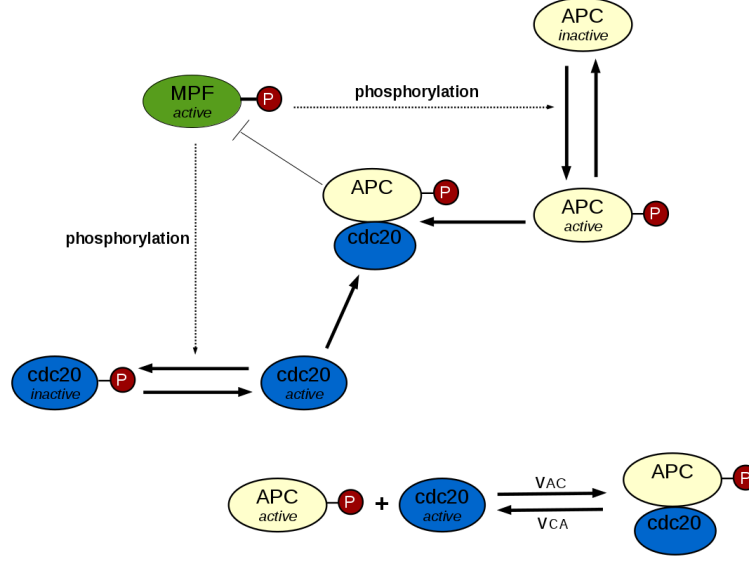 APC
inactive
MPF
active
P
phosphorylation
APC
P
APC
active
P
cdc20
phosphorylation
cdc20
inactive
P
cdc20
active
APC
active
P
+
cdc20
active
VAC
VCA
APC
P
cdc20